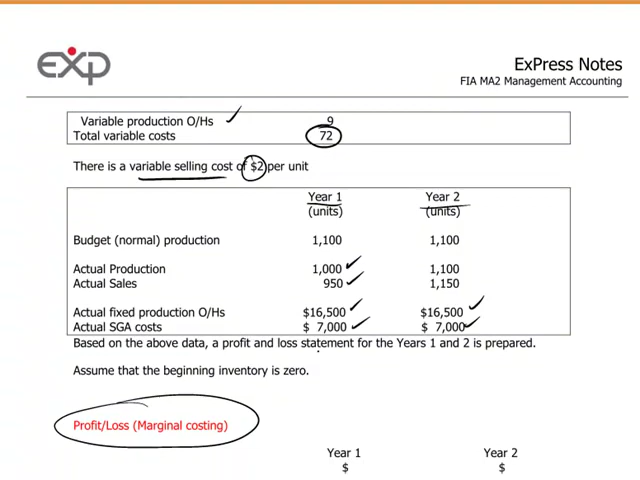 exp
ExPress Notes
FIA MA2 Management Accounting
Variable production O/Hs 9
Total variable costs 72
There is a variable selling cost of $2 per unit
Year 1 Year 2
(units) (units)
Budget (normal) production 1,100 1,100
Actual Production 1,000 1,100
Actual Sales 950 1,150
Actual fixed production O/Hs $16,500 $16,500
Actual SGA costs $ 7,000 $ 7,000
Based on the above data, a profit and loss statement for the Years 1 and 2 is prepared.
Assume that the beginning inventory is zero.
Profit/Loss (Marginal costing)
Year 1 Year 2
$ $